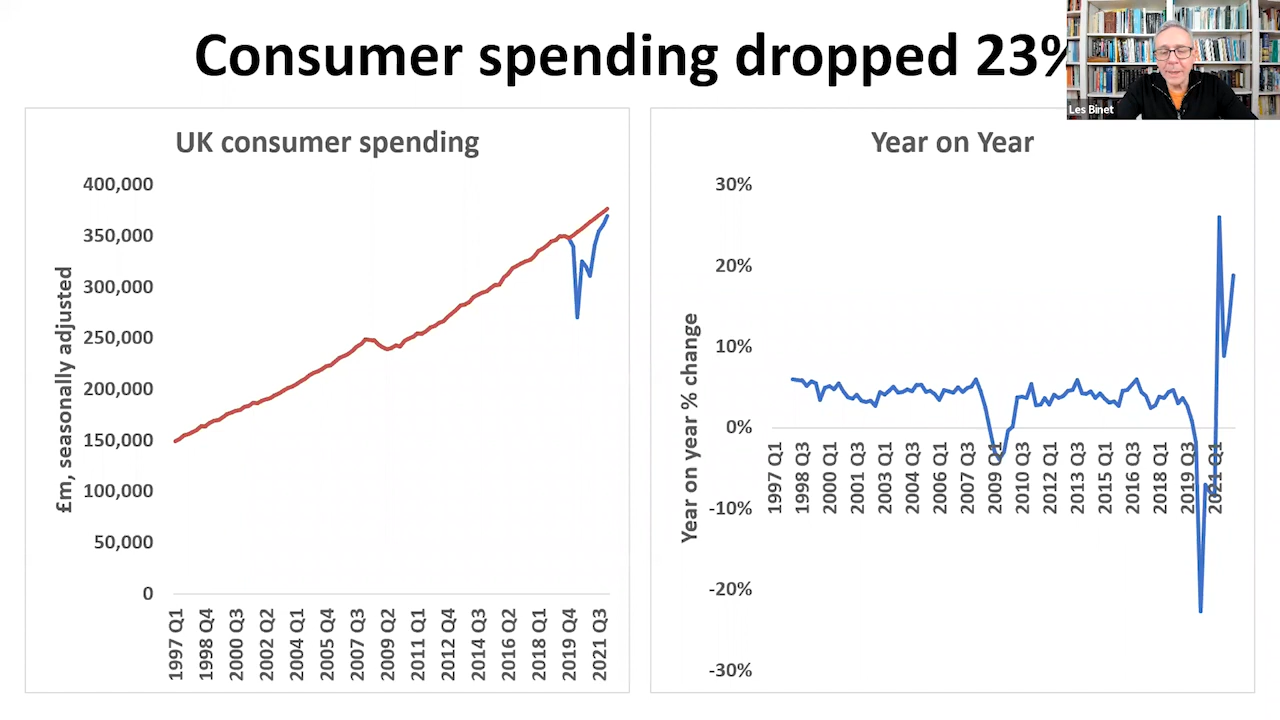 Consumer spending dropped 23%
Les Binet
UK consumer spending
£m, seasonally adjusted
400,000
350,000
300,000
250,000
200,000
150,000
100,000
50,000
0
1997 Q1
1998 Q4
2000 Q3
2002 Q2
2004 Q1
2005 Q4
2007 Q3
2009 Q2
2011 Q1
2012 Q4
2014 Q3
2016 Q2
2018 Q1
2019 Q4
2021 Q3
Year on Year
Year on year % change
30%
20%
10%
0%
-10%
-20%
-30%
1997 Q1
1998 Q3
2000 Q1
2001 Q3
2003 Q1
2004 Q3
2006 Q1
2007 Q3
2009 Q1
2010 Q3
2012 Q1
2013 Q3
2015 Q1
2016 Q3
2018 Q1
2019 Q3
2021 Q1